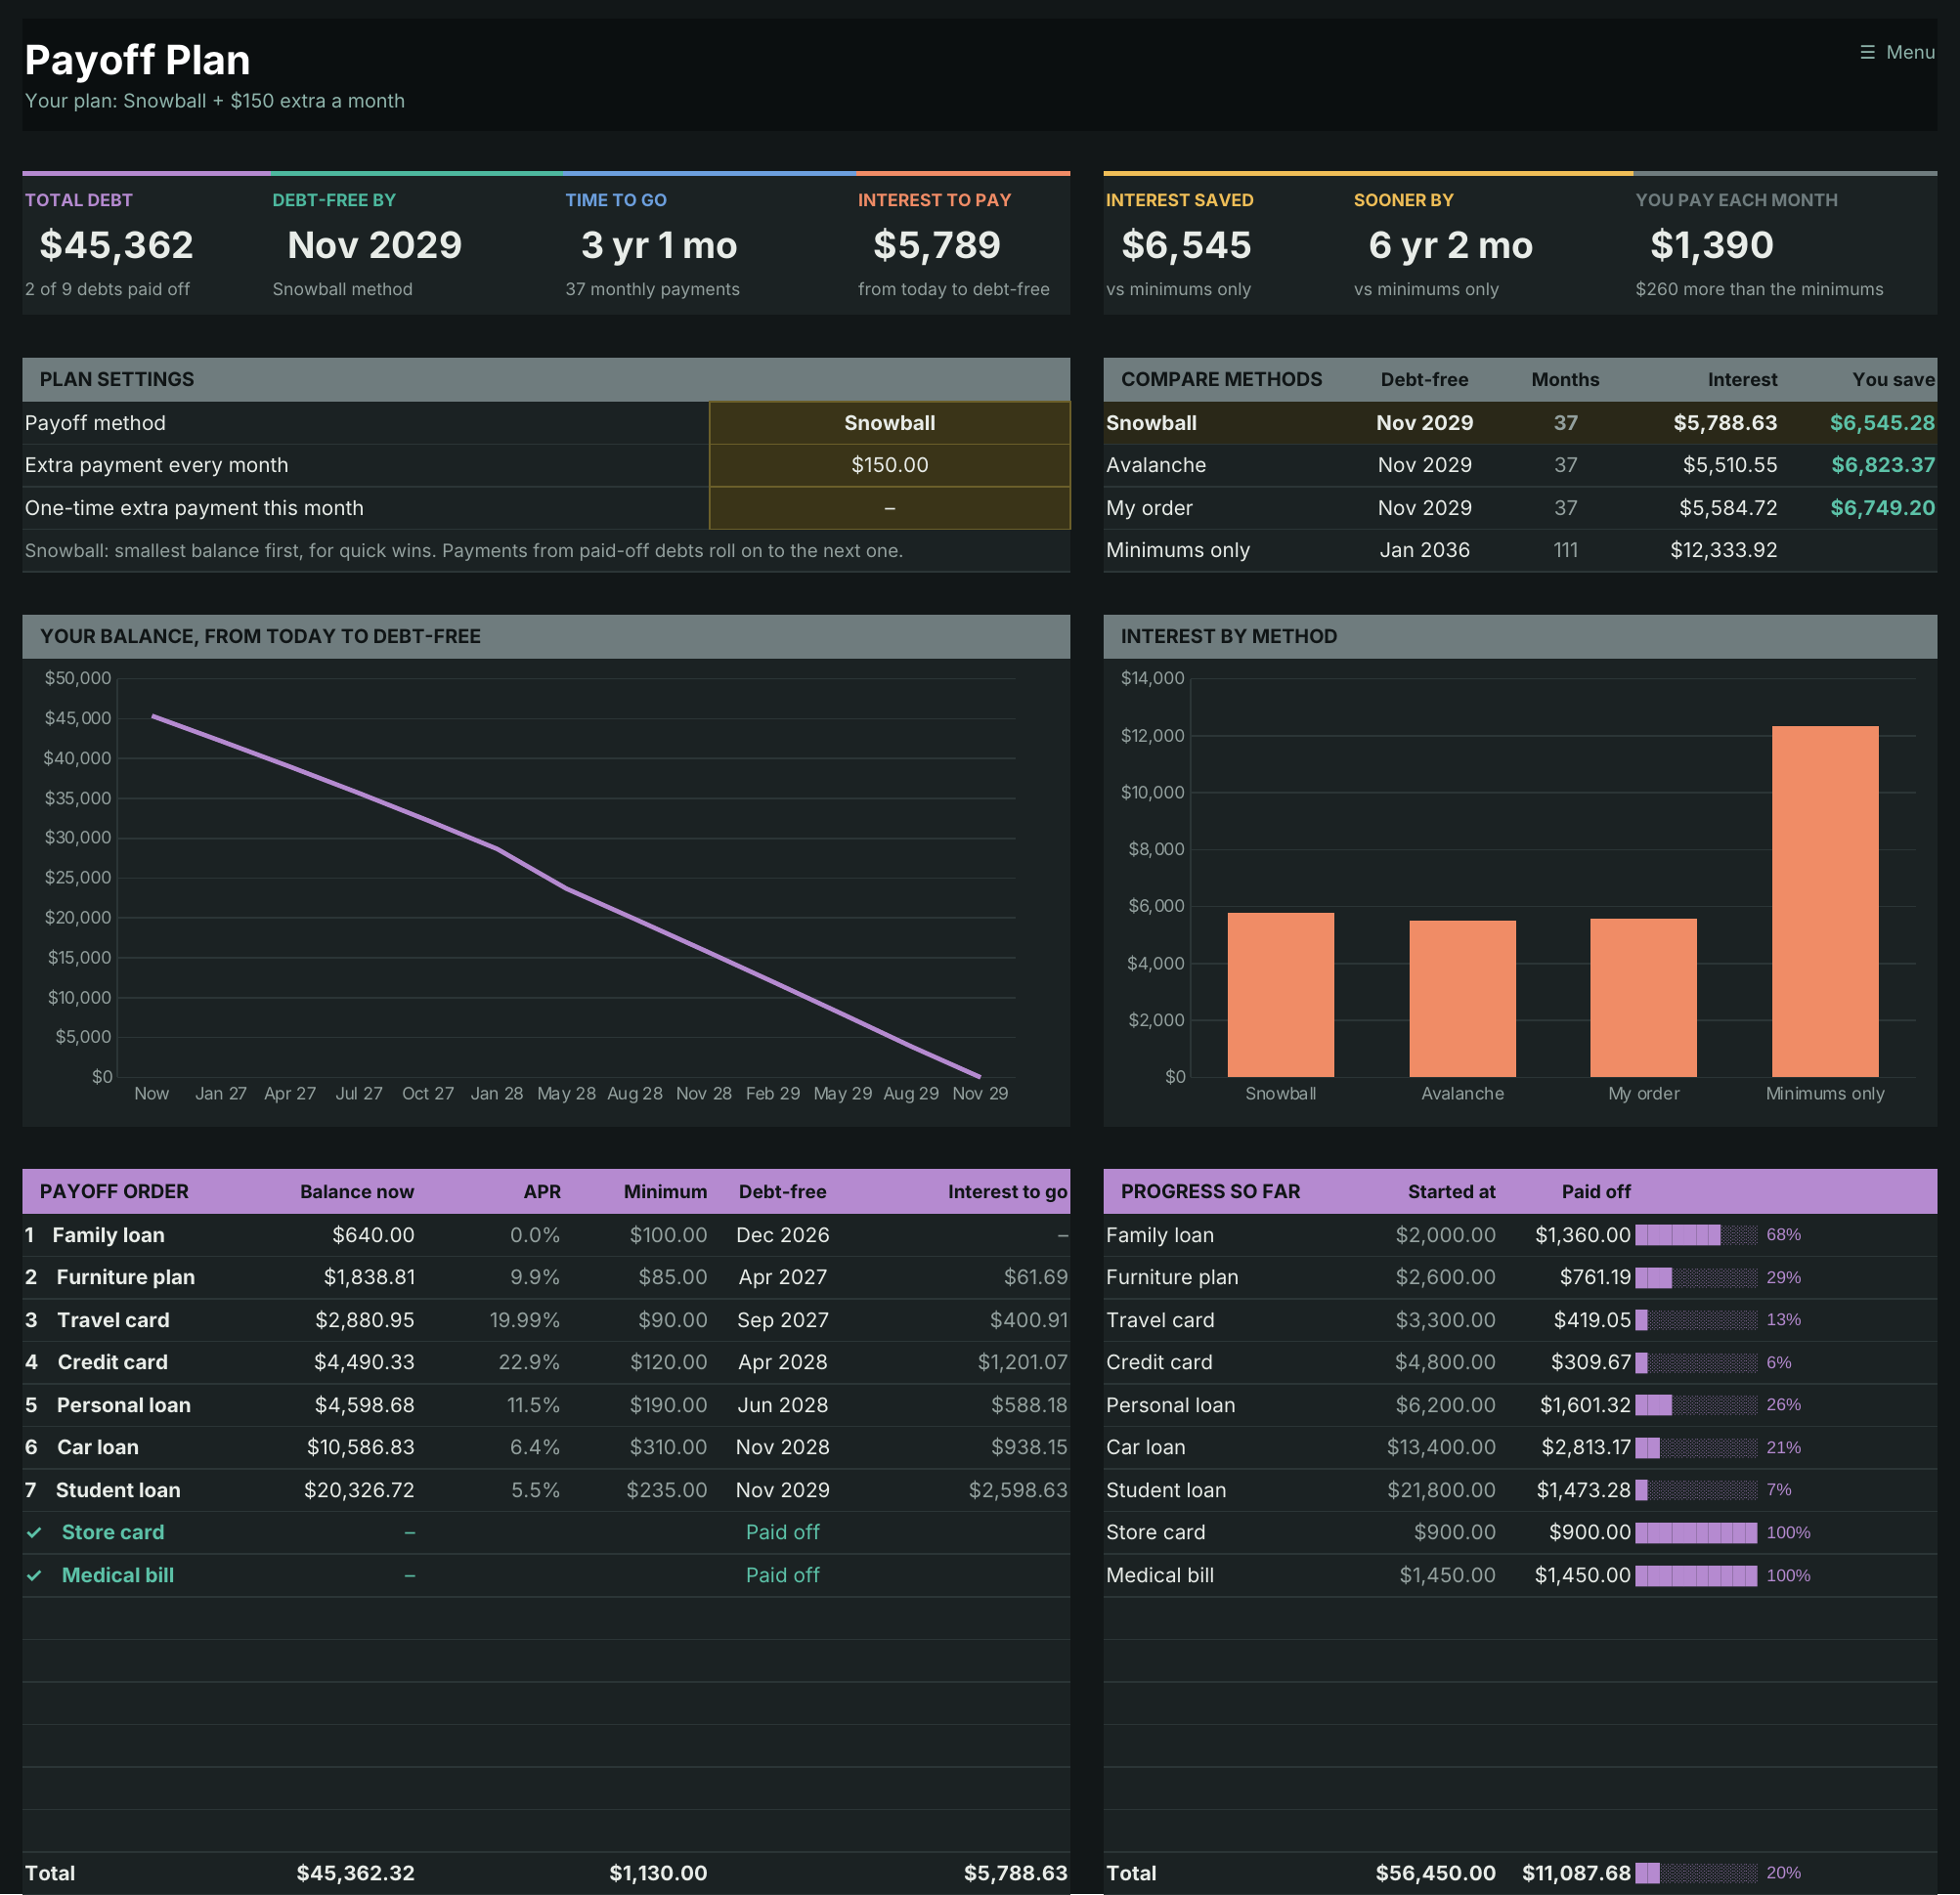 Payoff Plan
☰ Menu
Your plan: Snowball + $150 extra a month
TOTAL DEBT
$45,362
2 of 9 debts paid off
DEBT-FREE BY
Nov 2029
Snowball method
TIME TO GO
3 yr 1 mo
37 monthly payments
INTEREST TO PAY
$5,789
from today to debt-free
INTEREST SAVED
$6,545
vs minimums only
SOONER BY
6 yr 2 mo
vs minimums only
YOU PAY EACH MONTH
$1,390
$260 more than the minimums
PLAN SETTINGS
Payoff method Snowball
Extra payment every month $150.00
One-time extra payment this month –
Snowball: smallest balance first, for quick wins. Payments from paid-off debts roll on to the next one.
COMPARE METHODS Debt-free Months Interest You save
Snowball Nov 2029 37 $5,788.63 $6,545.28
Avalanche Nov 2029 37 $5,510.55 $6,823.37
My order Nov 2029 37 $5,584.72 $6,749.20
Minimums only Jan 2036 111 $12,333.92
YOUR BALANCE, FROM TODAY TO DEBT-FREE
$50,000
$45,000
$40,000
$35,000
$30,000
$25,000
$20,000
$15,000
$10,000
$5,000
$0
Now Jan 27 Apr 27 Jul 27 Oct 27 Jan 28 May 28 Aug 28 Nov 28 Feb 29 May 29 Aug 29 Nov 29
INTEREST BY METHOD
$14,000
$12,000
$10,000
$8,000
$6,000
$4,000
$2,000
$0
Snowball Avalanche My order Minimums only
PAYOFF ORDER Balance now APR Minimum Debt-free Interest to go
1 Family loan $640.00 0.0% $100.00 Dec 2026 –
2 Furniture plan $1,838.81 9.9% $85.00 Apr 2027 $61.69
3 Travel card $2,880.95 19.99% $90.00 Sep 2027 $400.91
4 Credit card $4,490.33 22.9% $120.00 Apr 2028 $1,201.07
5 Personal loan $4,598.68 11.5% $190.00 Jun 2028 $588.18
6 Car loan $10,586.83 6.4% $310.00 Nov 2028 $938.15
7 Student loan $20,326.72 5.5% $235.00 Nov 2029 $2,598.63
✓ Store card – Paid off
✓ Medical bill – Paid off
Total $45,362.32 $1,130.00 $5,788.63
PROGRESS SO FAR Started at Paid off
Family loan $2,000.00 $1,360.00 68%
Furniture plan $2,600.00 $761.19 29%
Travel card $3,300.00 $419.05 13%
Credit card $4,800.00 $309.67 6%
Personal loan $6,200.00 $1,601.32 26%
Car loan $13,400.00 $2,813.17 21%
Student loan $21,800.00 $1,473.28 7%
Store card $900.00 $900.00 100%
Medical bill $1,450.00 $1,450.00 100%
Total $56,450.00 $11,087.68 20%